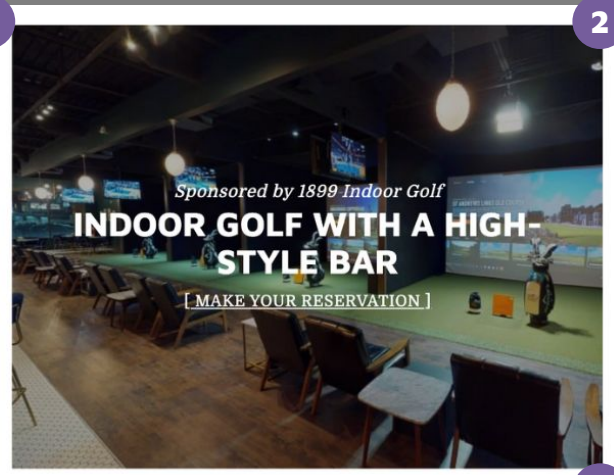 2
Sponsored by 1899 Indoor Golf
INDOOR GOLF WITH A HIGH-
STYLE BAR
[ MAKE YOUR RESERVATION ]